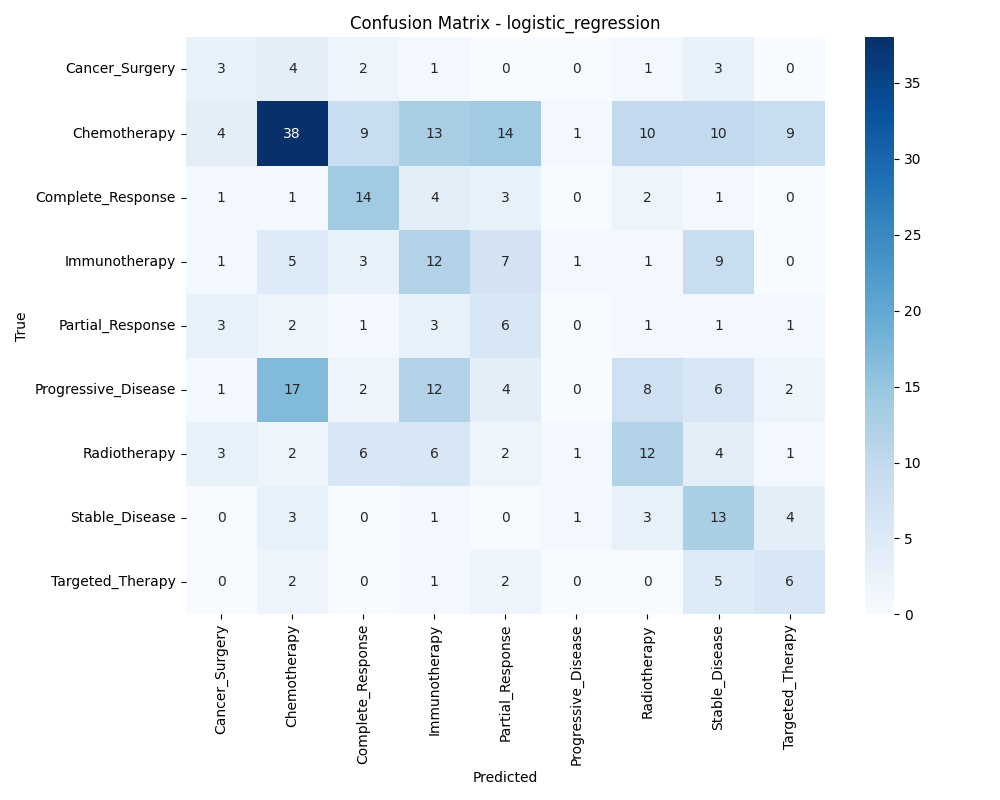 Confusion Matrix - logistic_regression
Cancer_Surgery 3 4 2 1 0 0 1 3 0
Chemotherapy 4 38 9 13 14 1 10 10 9
Complete_Response 1 1 14 4 3 0 2 1 0
Immunotherapy 1 5 3 12 7 1 1 9 0
Partial_Response 3 2 1 3 6 0 1 1 1
Progressive_Disease 1 17 2 12 4 0 8 6 2
Radiotherapy 3 2 6 6 2 1 12 4 1
Stable_Disease 0 3 0 1 0 1 3 13 4
Targeted_Therapy 0 2 0 1 2 0 0 5 6
True
Cancer_Surgery
Chemotherapy
Complete_Response
Immunotherapy
Partial_Response
Progressive_Disease
Radiotherapy
Stable_Disease
Targeted_Therapy
Predicted
35
30
25
20
15
10
5
0